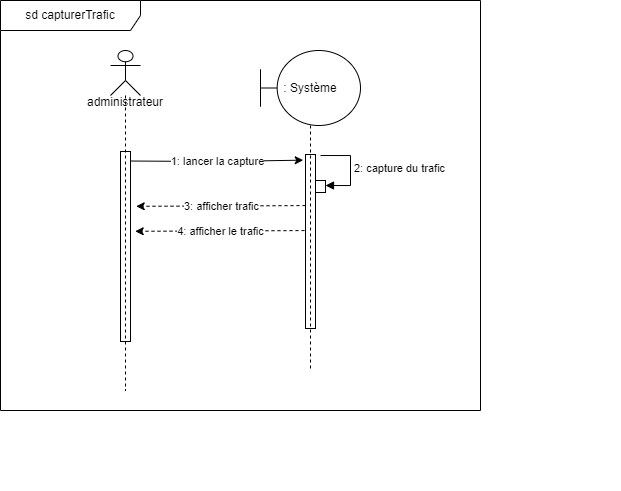 sd capturerTrafic
administrateur
: Système
1: lancer la capture
2: capture du trafic
3: afficher trafic
4: afficher le trafic